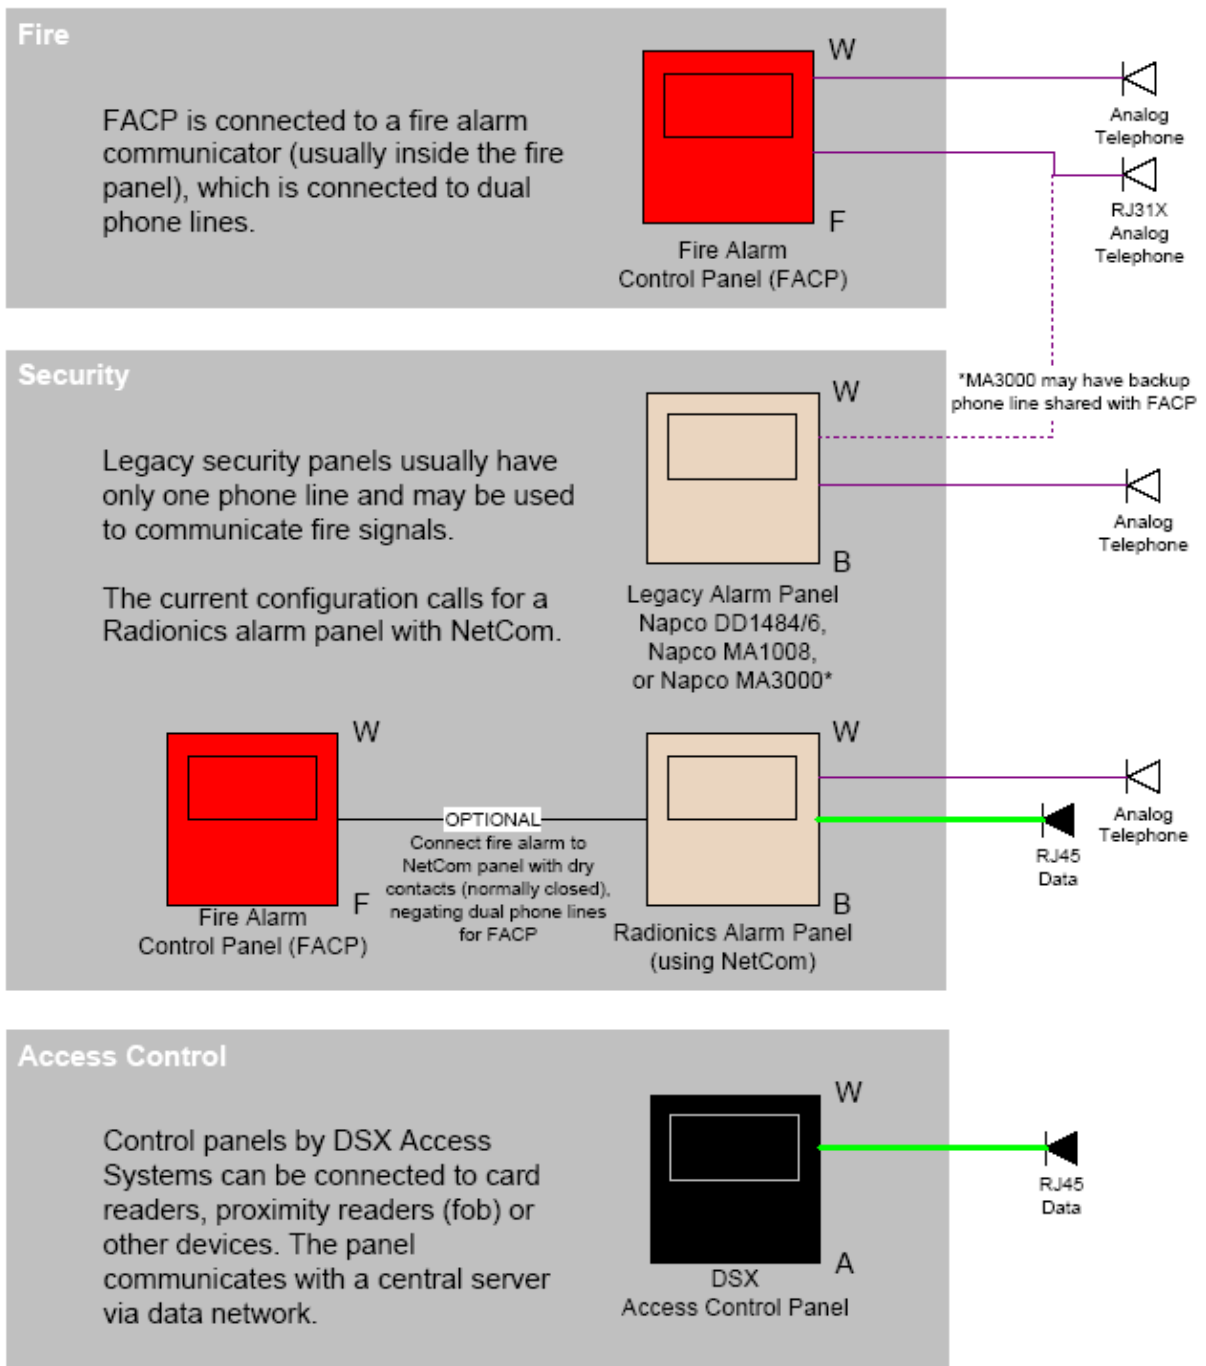 Fire
FACP is connected to a fire alarm
communicator (usually inside the fire
panel), which is connected to dual
phone lines.
W
F
Fire Alarm
Control Panel (FACP)
Analog
Telephone
RJ31X
Analog
Telephone
Security
Legacy security panels usually have
only one phone line and may be used
to communicate fire signals.
The current configuration calls for a
Radionics alarm panel with NetCom.
W
B
Legacy Alarm Panel
Napco DD1484/6,
Napco MA1008,
or Napco MA3000*
*MA3000 may have backup
phone line shared with FACP
Analog
Telephone
W
F
Fire Alarm
Control Panel (FACP)
OPTIONAL
Connect fire alarm to
NetCom panel with dry
contacts (normally closed),
negating dual phone lines
for FACP
W
B
Radionics Alarm Panel
(using NetCom)
Analog
Telephone
RJ45
Data
Access Control
Control panels by DSX Access
Systems can be connected to card
readers, proximity readers (fob) or
other devices. The panel
communicates with a central server
via data network.
W
A
DSX
Access Control Panel
RJ45
Data